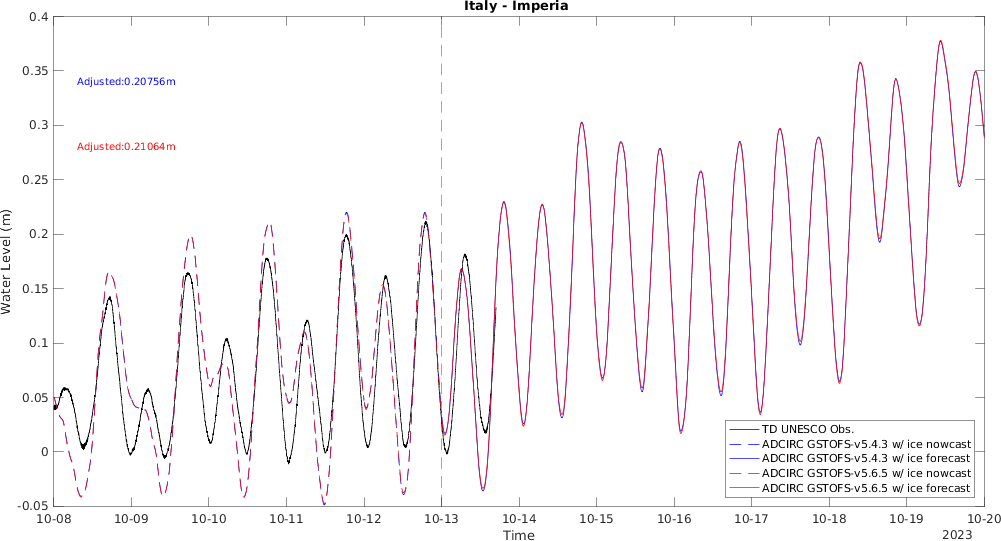 Italy - Imperia
0.4
0.35
0.3
0.25
0.2
0.15
0.1
0.05
0
-0.05
Water Level (m)
Adjusted:0.20756m
Adjusted:0.21064m
TD UNESCO Obs.
ADCIRC GSTOFS-v5.4.3 w/ ice nowcast
ADCIRC GSTOFS-v5.4.3 w/ ice forecast
ADCIRC GSTOFS-v5.6.5 w/ ice nowcast
ADCIRC GSTOFS-v5.6.5 w/ ice forecast
10-08 10-09 10-10 10-11 10-12 10-13 10-14 10-15 10-16 10-17 10-18 10-19 10-20
Time
2023